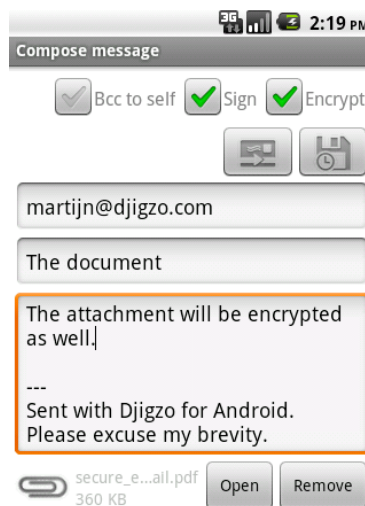 3G 2:19 PM
Compose message
Bcc to self Sign Encrypt
martijn@djigzo.com
The document
The attachment will be encrypted
as well.
---
Sent with Djigzo for Android.
Please excuse my brevity.
secure_e...ail.pdf
360 KB
Open Remove